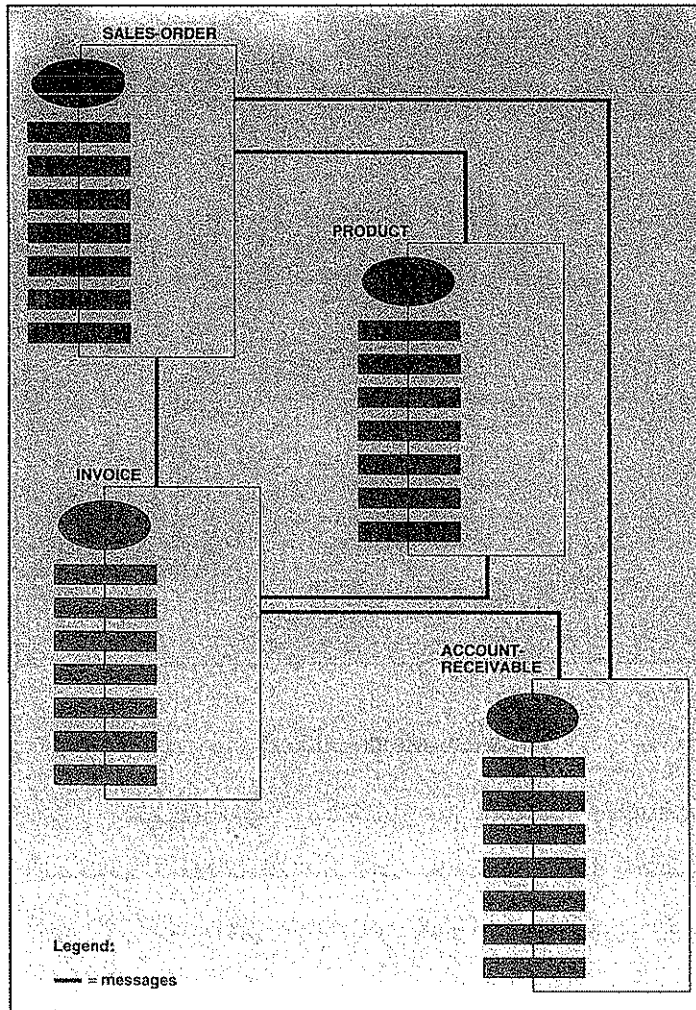 SALES-ORDER
PRODUCT
INVOICE
ACCOUNT-
RECEIVABLE
Legend:
= messages